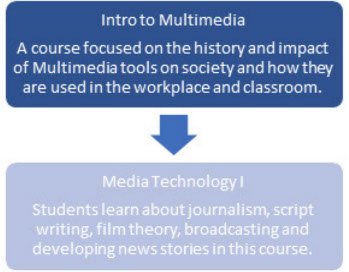 Intro to Multimedia
A course focused on the history and impact
of Multimedia tools on society and how they
are used in the workplace and classroom.
Media Technology I
Students learn about journalism, script
writing, film theory, broadcasting and
developing news stories in this course.